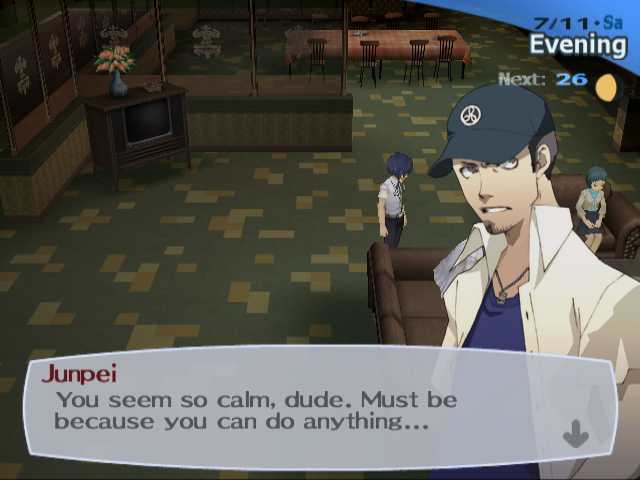 7/11・Sa
Evening
Next: 26
Junpei
You seem so calm, dude. Must be
because you can do anything...